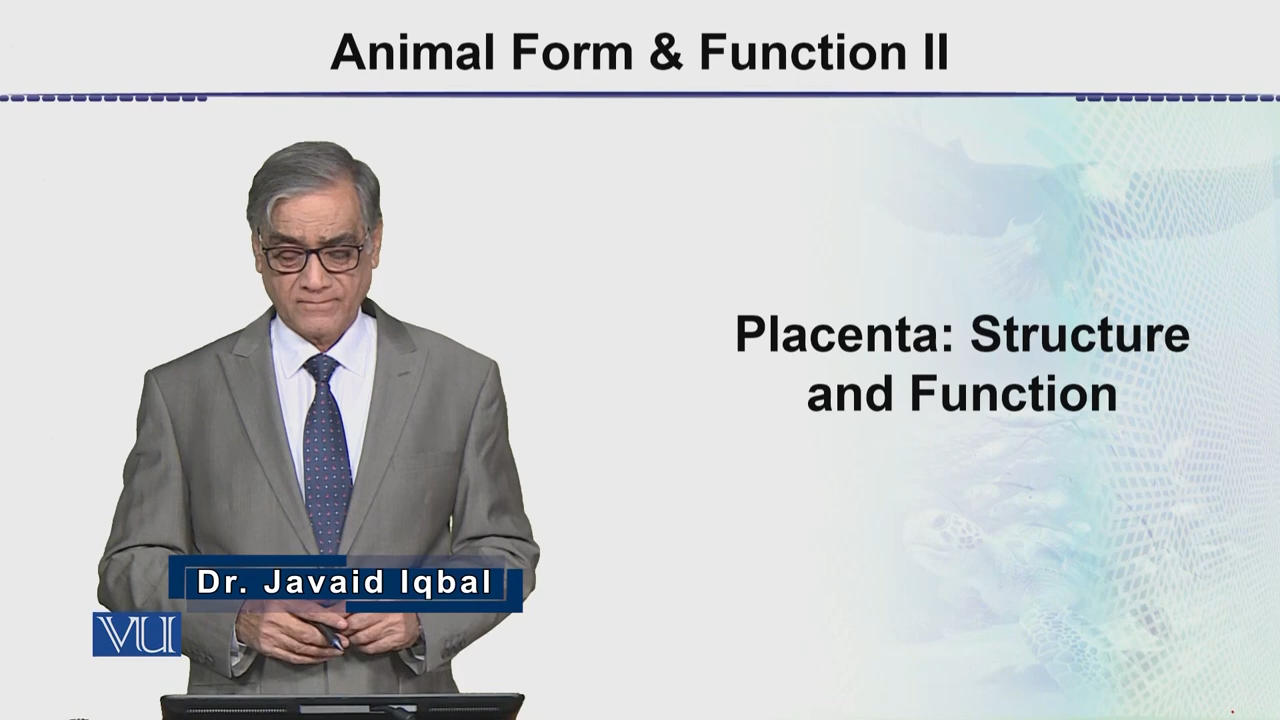 Animal Form & Function II
Placenta: Structure
and Function
Dr. Javaid Iqbal
VU